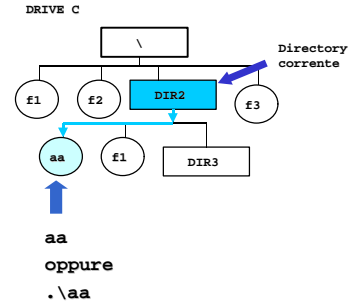 DRIVE C
\
Directory
corrente
f1
f2
DIR2
f3
aa
f1
DIR3
aa
oppure
.\aa